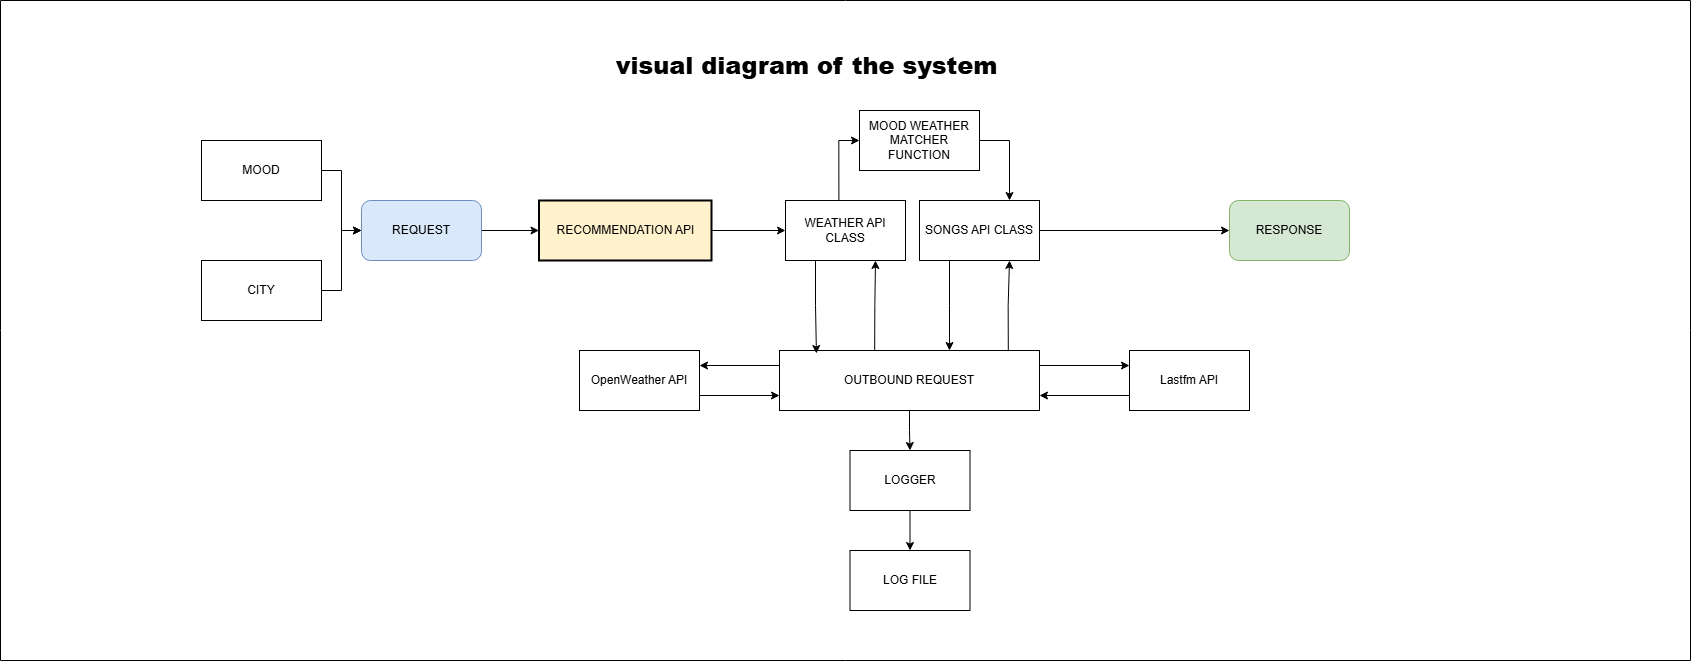 visual diagram of the system
MOOD WEATHER
MATCHER
FUNCTION
MOOD
REQUEST
RECOMMENDATION API
WEATHER API
CLASS
SONGS API CLASS
RESPONSE
CITY
OpenWeather API
OUTBOUND REQUEST
Lastfm API
LOGGER
LOG FILE